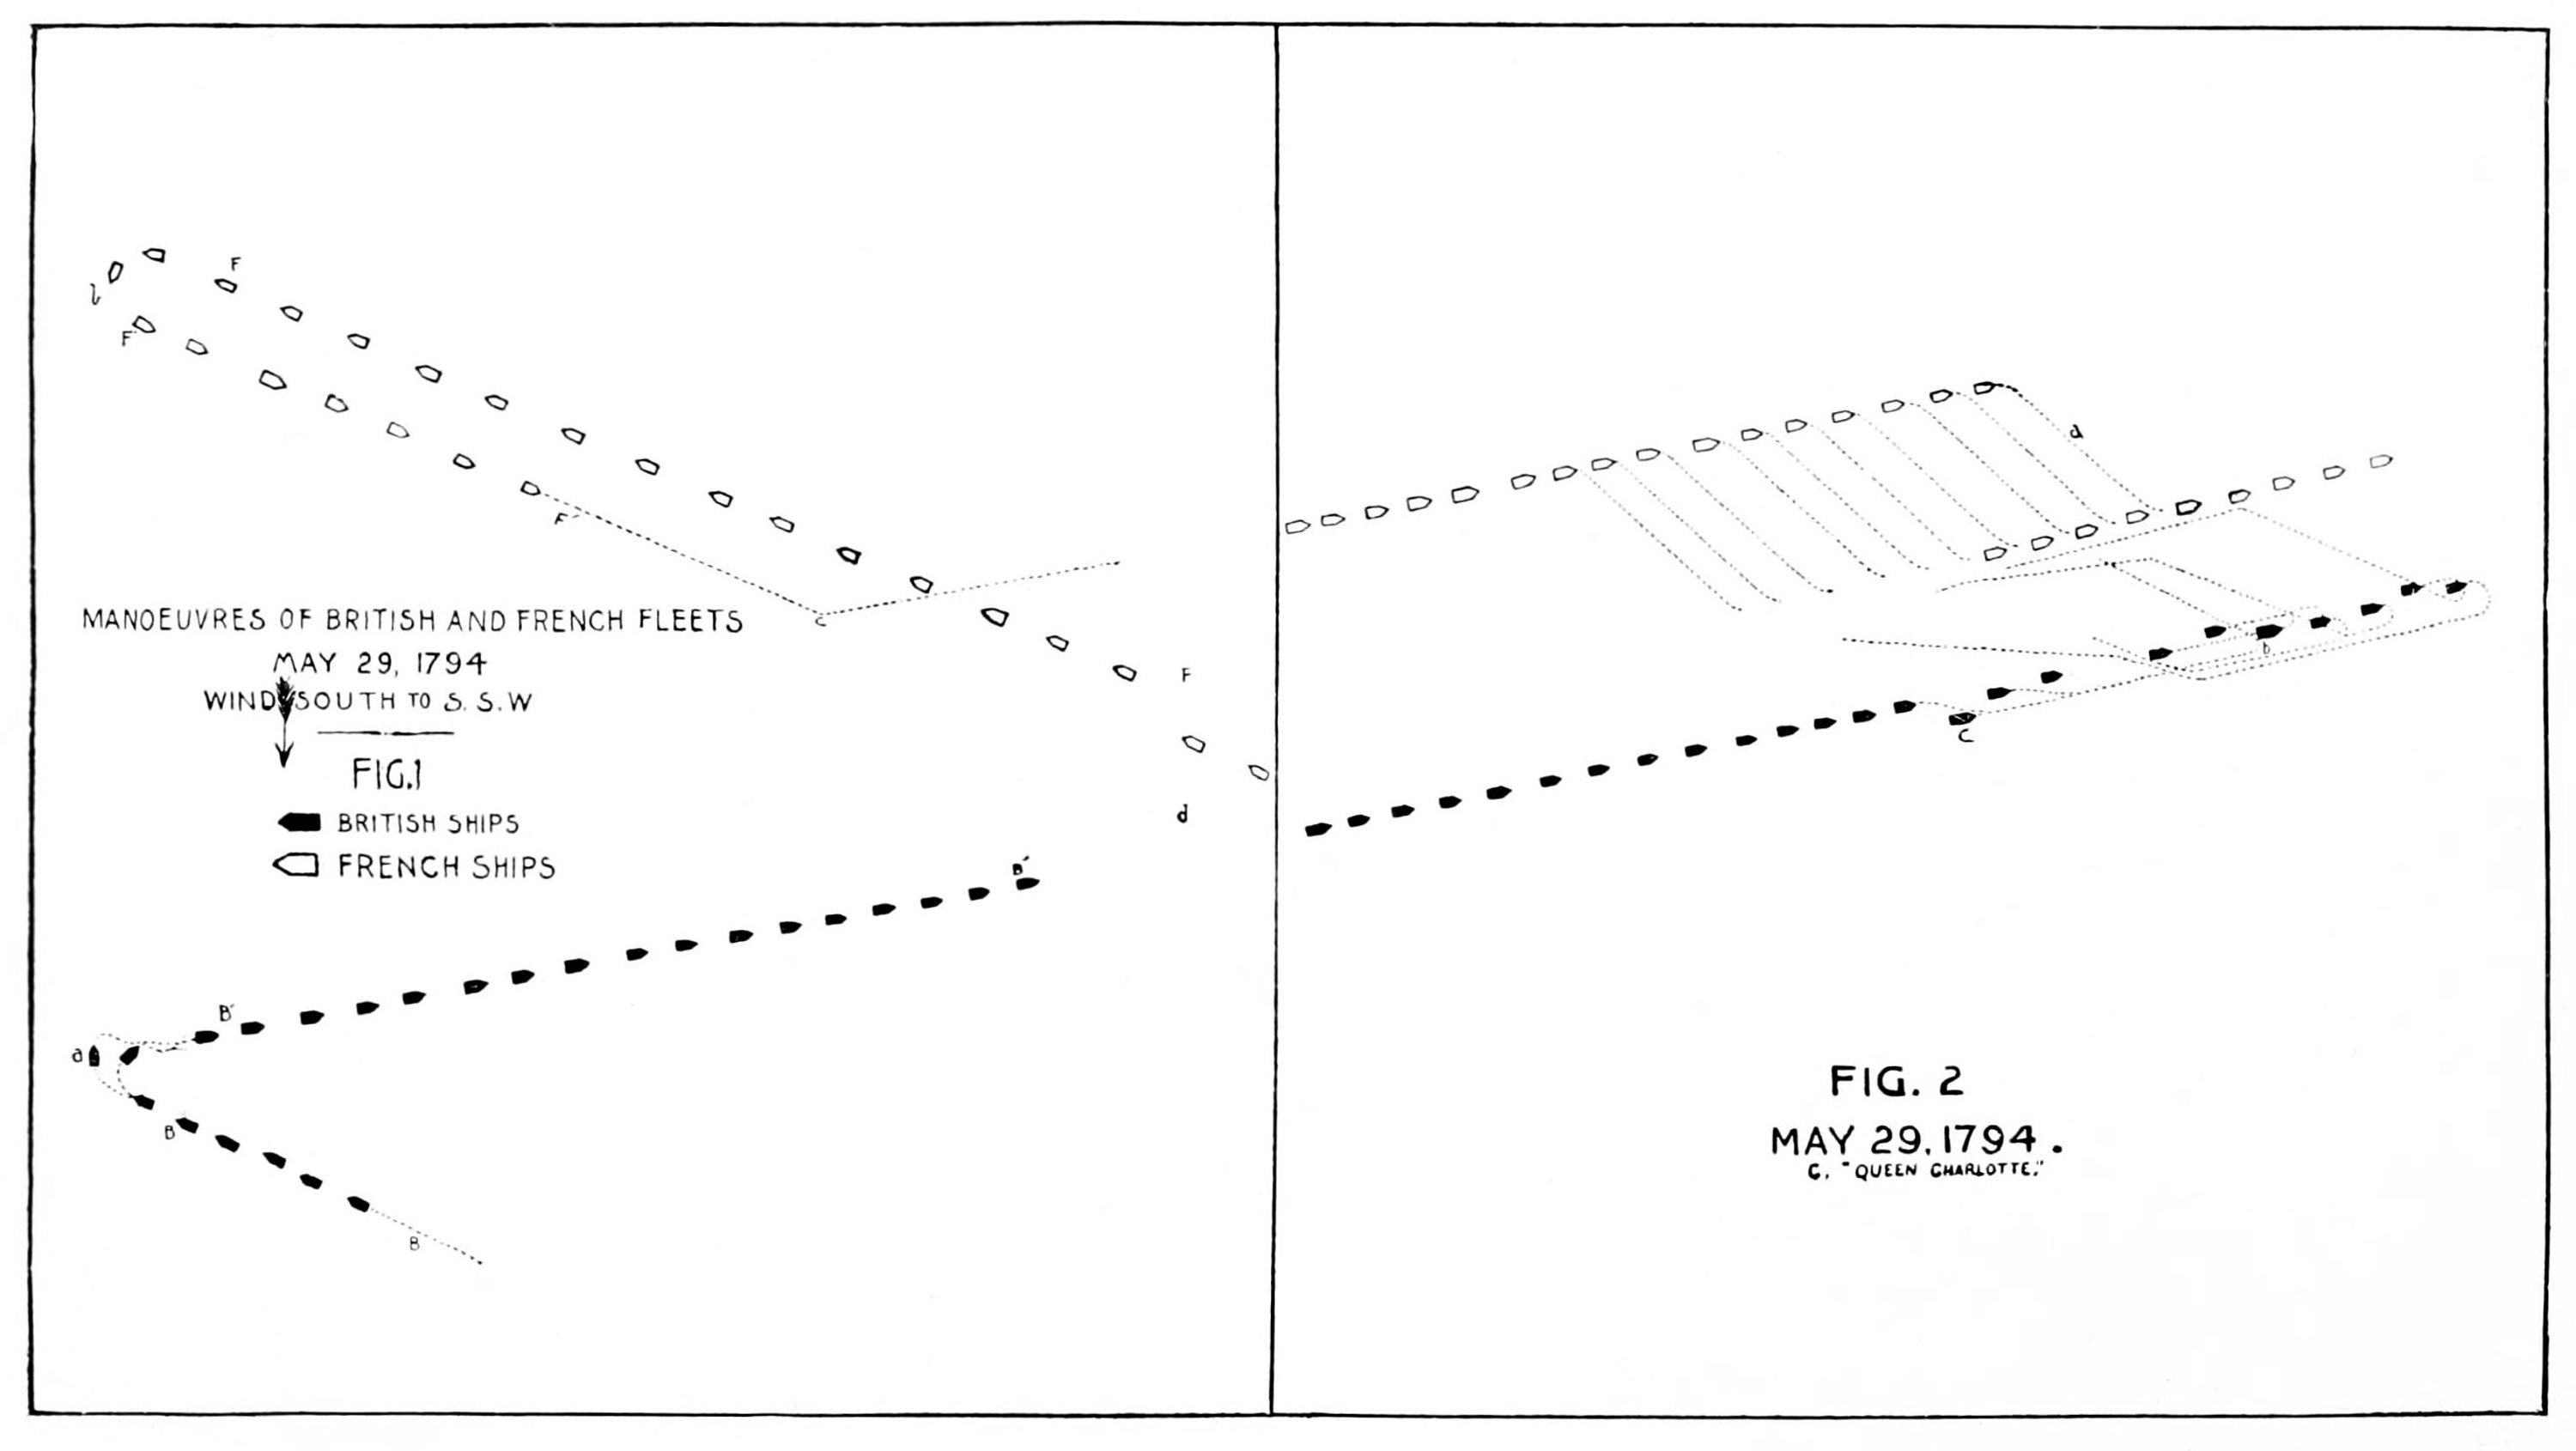 F
b
F'
F'
c
MANOEUVRES OF BRITISH AND FRENCH FLEETS
MAY 29, 1794
WIND SOUTH TO S. S. W
FIG.1
BRITISH SHIPS
FRENCH SHIPS
F
d
B'
B'
a
B
B
d
b
C
FIG. 2
MAY 29, 1794.
C. "QUEEN CHARLOTTE."